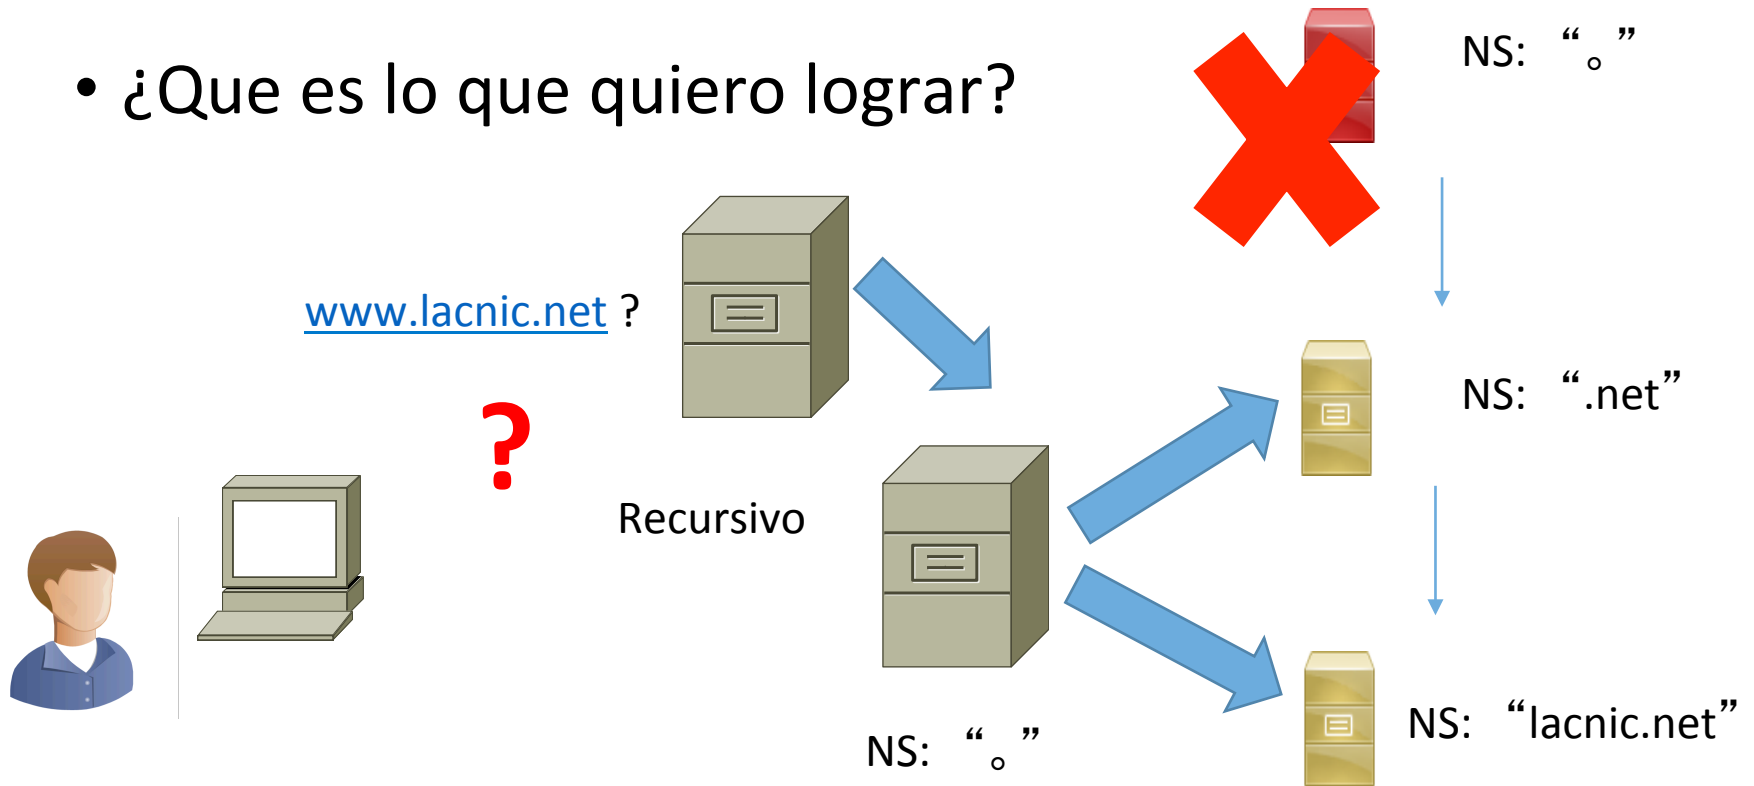 • ¿Que es lo que quiero lograr?
NS: “。”
www.lacnic.net ?
?
NS: “.net”
Recursivo
NS: “lacnic.net”
NS: “。”